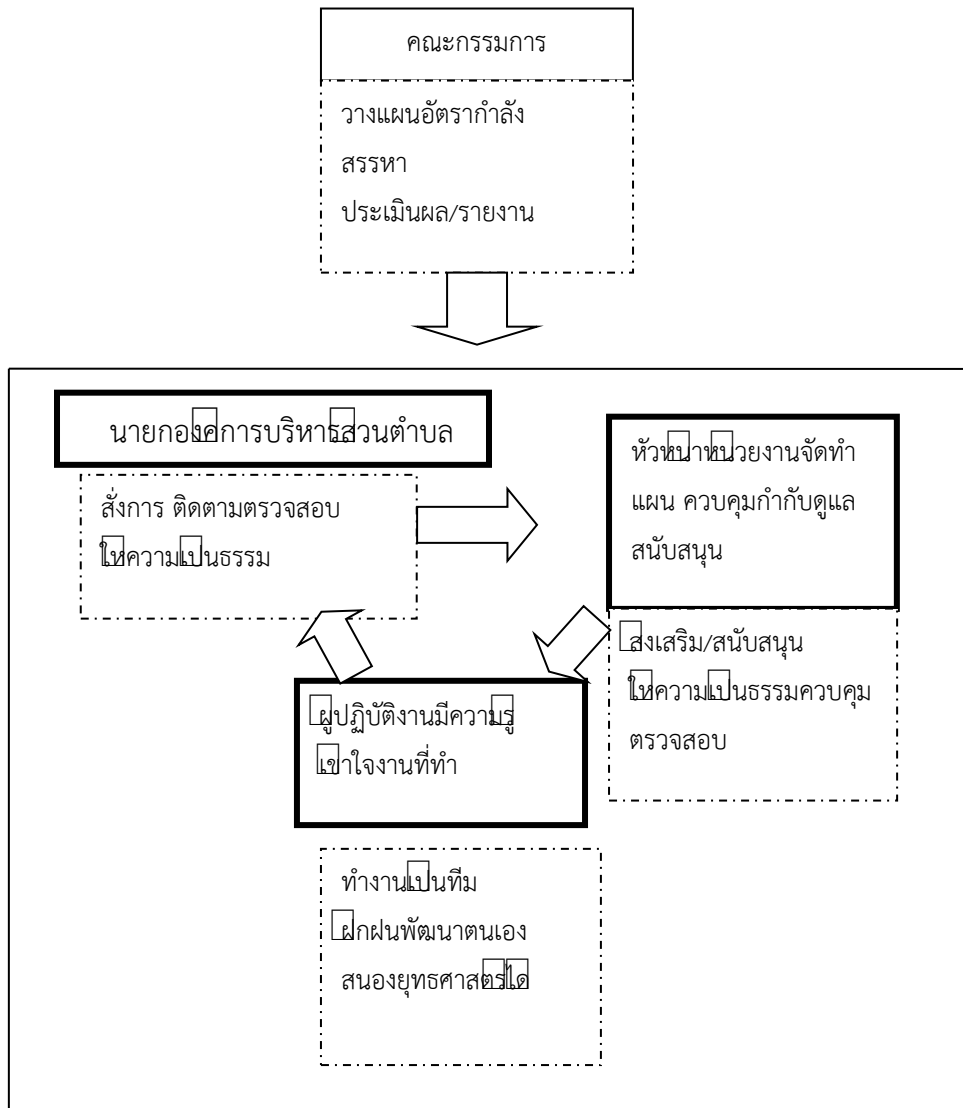 คณะกรรมการ
วางแผนอัตรากำลัง
สรรหา
ประเมินผล/รายงาน
นายกองคการบริหารสวนตำบล
สั่งการ ติดตามตรวจสอบ
ใหความเปนธรรม
หัวหนาหนวยงานจัดทำ
แผน ควบคุมกำกับดูแล
สนับสนุน
สงเสริม/สนับสนุน
ใหความเปนธรรมควบคุม
ตรวจสอบ
ผูปฏิบัติงานมีความรู
เขาใจงานที่ทำ
ทำงานเปนทีม
ฝกฝนพัฒนาตนเอง
สนองยุทธศาสตรได